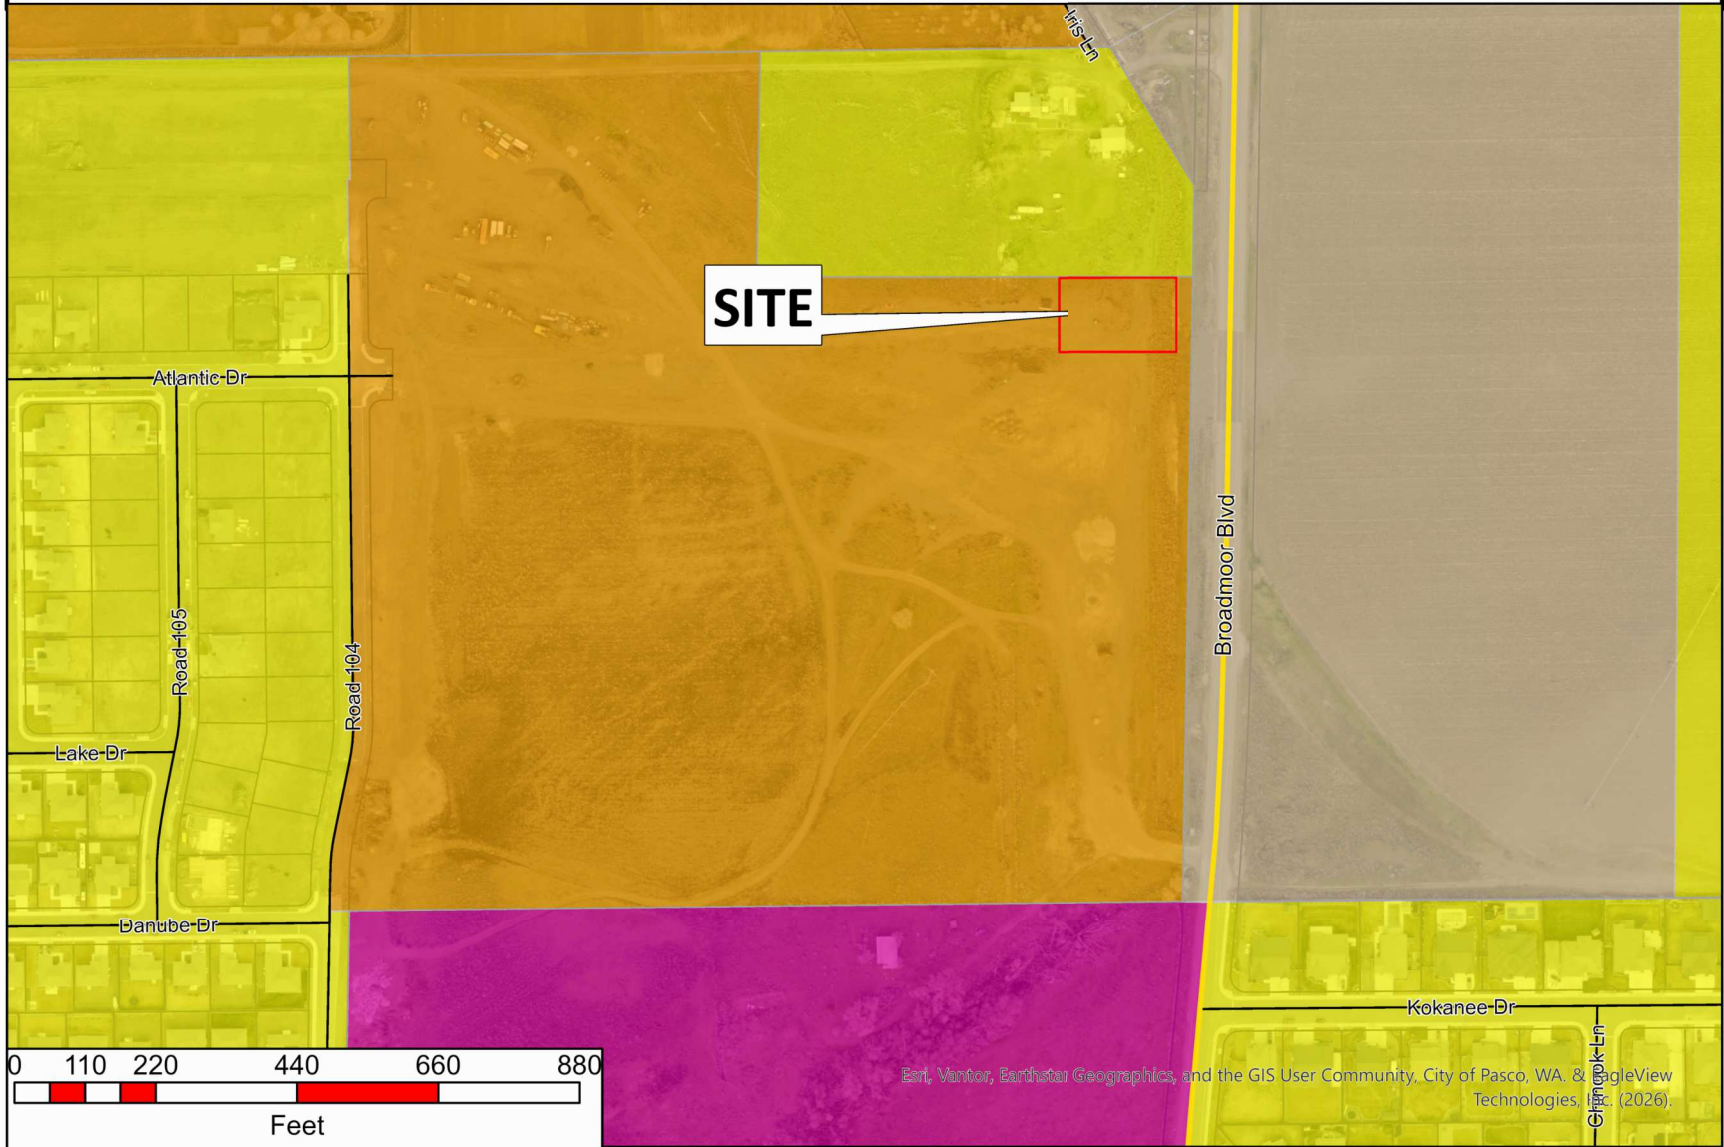 Iris Ln
SITE
Atlantic Dr
Broadmoor Blvd
Road 105
Road 104
Lake Dr
Danube Dr
Kokanee Dr
Chinook Ln
0 110 220 440 660 880
Feet
Esri, Vantor, Earthstar Geographics, and the GIS User Community, City of Pasco, WA. & EagleView
Technologies, Inc. (2026).